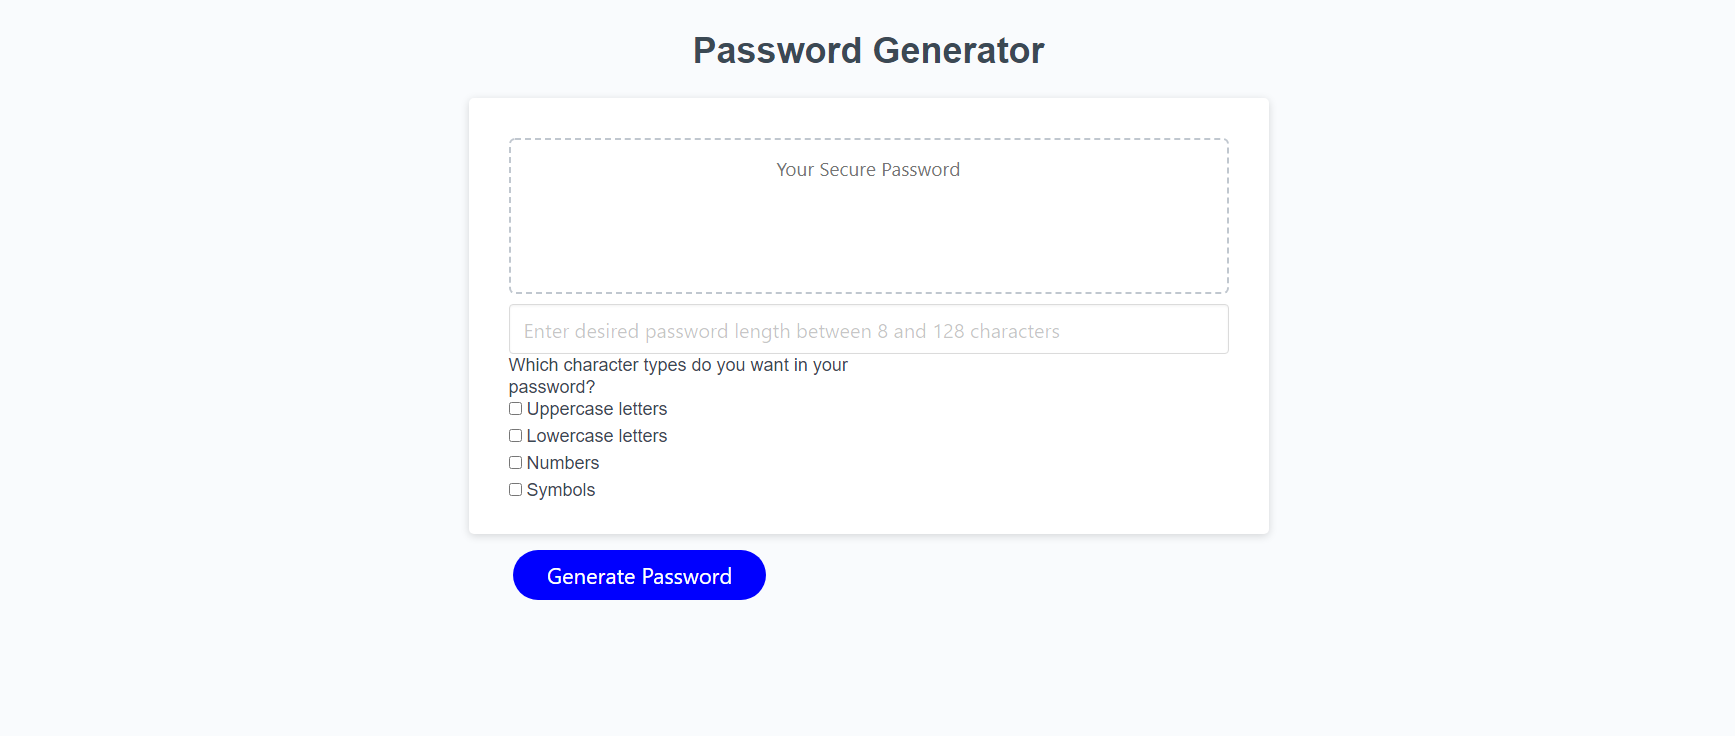 Password Generator
Your Secure Password
Enter desired password length between 8 and 128 characters
Which character types do you want in your
password?
Uppercase letters
Lowercase letters
Numbers
Symbols
Generate Password